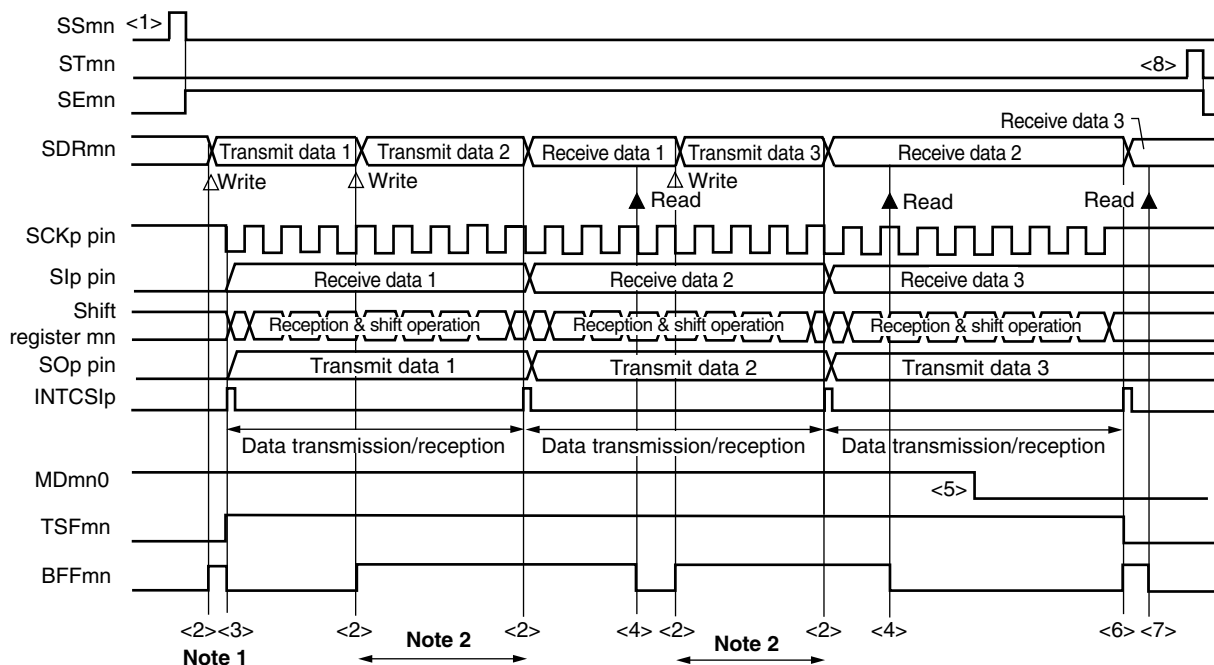 SSmn <1>
STmn <8>
SEmn
Receive data 3
SDRmn Transmit data 1 Transmit data 2 Receive data 1 Transmit data 3 Receive data 2
Write Write Write
Read Read Read
SCKp pin
SIp pin Receive data 1 Receive data 2 Receive data 3
Shift
register mn Reception & shift operation Reception & shift operation Reception & shift operation
SOp pin Transmit data 1 Transmit data 2 Transmit data 3
INTCSIp
Data transmission/reception Data transmission/reception Data transmission/reception
MDmn0 <5>
TSFmn
BFFmn
<2> <3> <2> <2> <4> <2> <2> <4> <6> <7>
Note 1 Note 2 Note 2